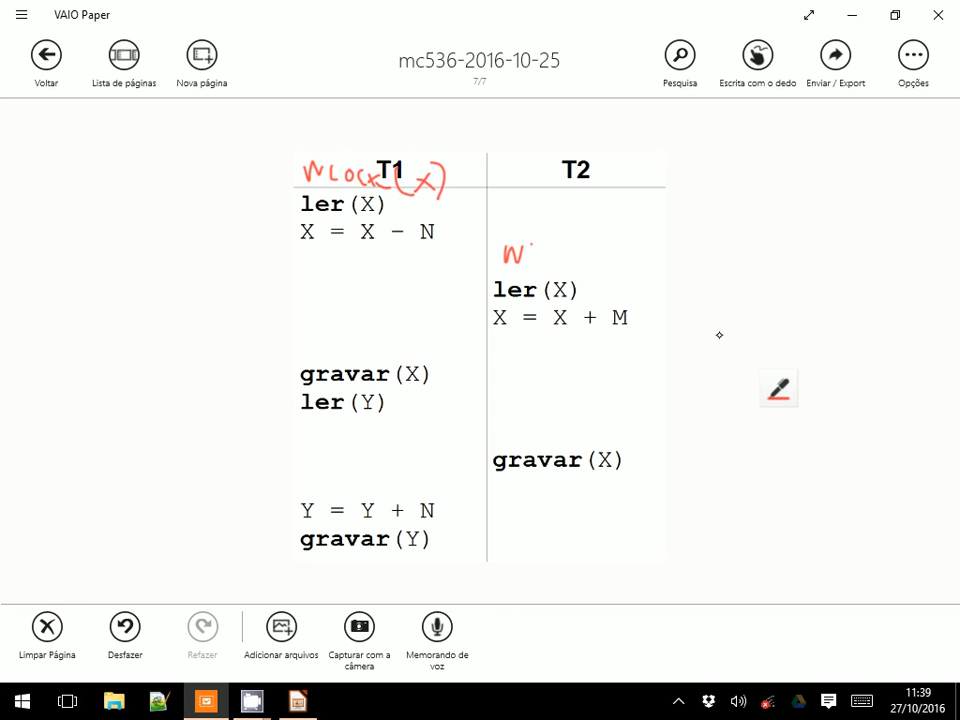 VAIO Paper
Voltar
Lista de páginas
Nova página
mc536-2016-10-25
7/7
Pesquisa
Escrita com o dedo
Enviar / Export
Opções
T1 T2
WLOCK(X)
ler(X)
X = X - N
W
ler(X)
X = X + M
gravar(X)
ler(Y)
gravar(X)
Y = Y + N
gravar(Y)
Limpar Página
Desfazer
Refazer
Adicionar arquivos
Capturar com a
câmera
Memorando de
voz
11:39
27/10/2016